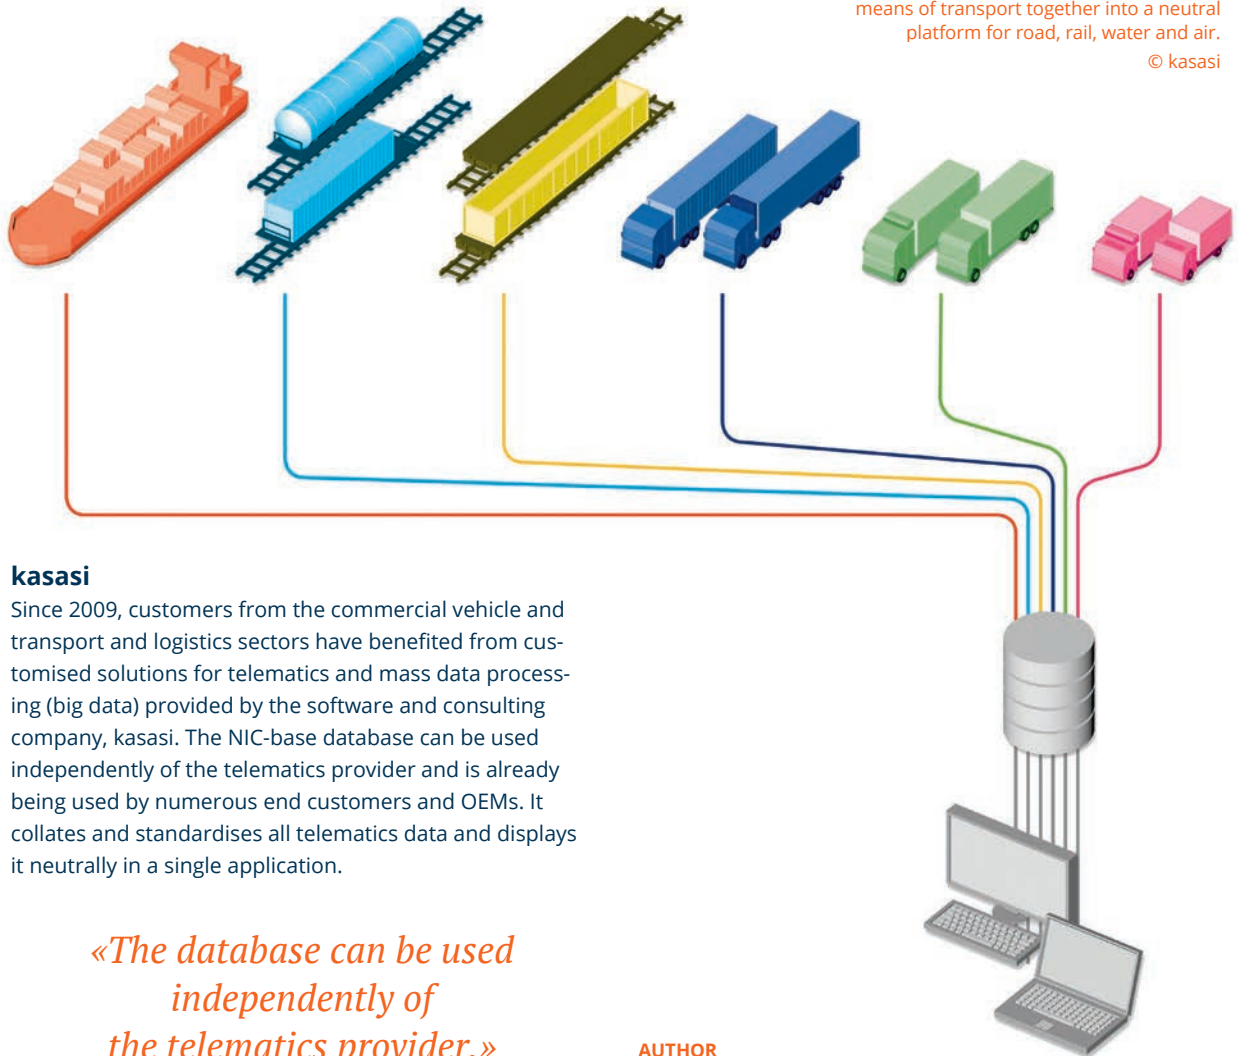 means of transport together into a neutral
platform for road, rail, water and air.
© kasasi
kasasi
Since 2009, customers from the commercial vehicle and
transport and logistics sectors have benefited from cus-
tomised solutions for telematics and mass data process-
ing (big data) provided by the software and consulting
company, kasasi. The NIC-base database can be used
independently of the telematics provider and is already
being used by numerous end customers and OEMs. It
collates and standardises all telematics data and displays
it neutrally in a single application.
«The database can be used
independently of
the telematics provider.»
AUTHOR